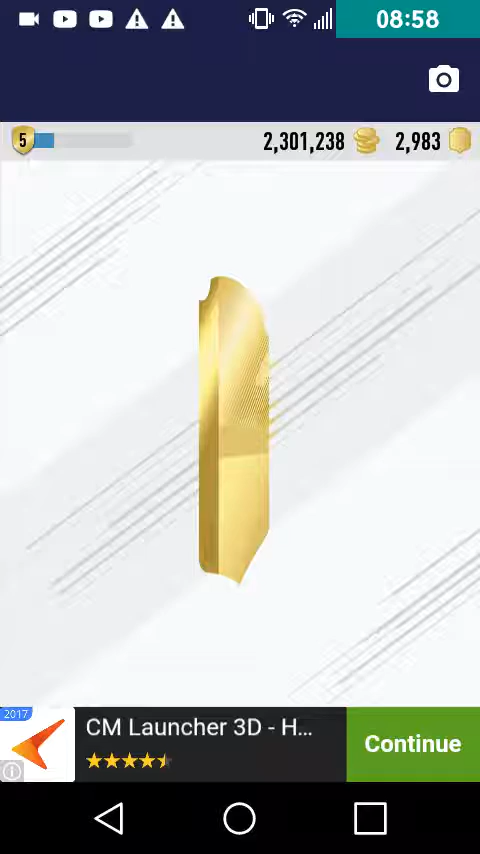 08:58
5
2,301,238
2,983
2017
CM Launcher 3D - H...
Continue